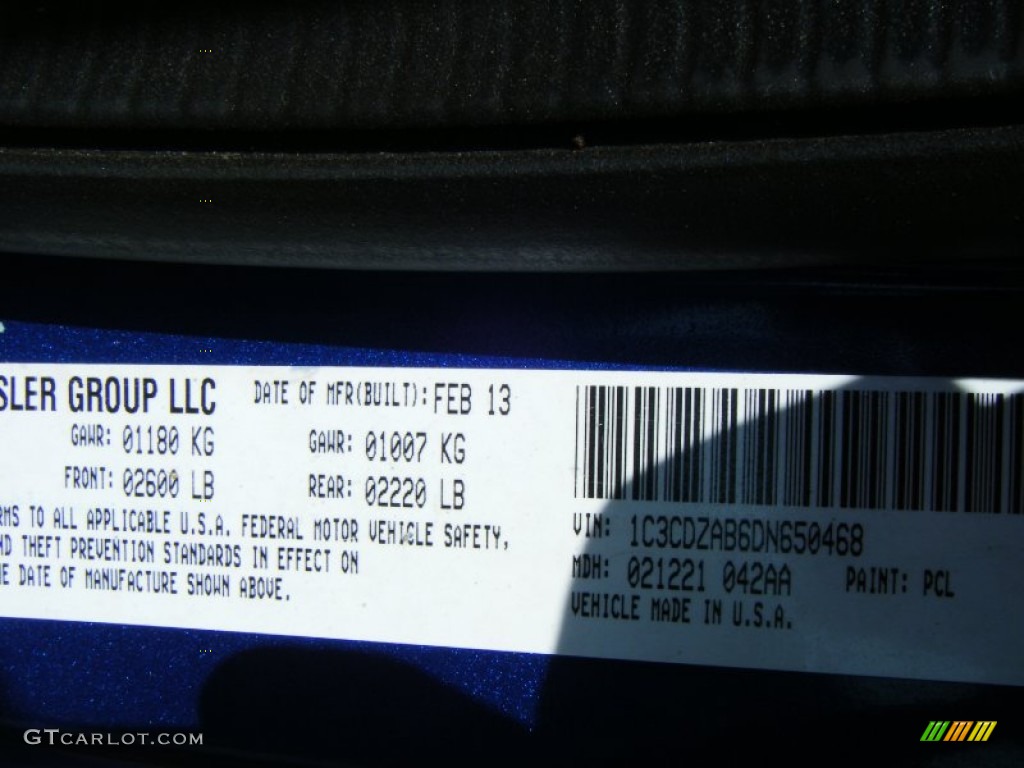 SLER GROUP LLC DATE OF MFR(BUILT): FEB 13
GAWR: 01180 KG GAWR: 01007 KG
FRONT: 02600 LB REAR: 02220 LB
RMS TO ALL APPLICABLE U.S.A. FEDERAL MOTOR VEHICLE SAFETY,
ND THEFT PREVENTION STANDARDS IN EFFECT ON
E DATE OF MANUFACTURE SHOWN ABOVE.
VIN: 1C3CDZAB6DN650468
MDH: 021221 042AA PAINT: PCL
VEHICLE MADE IN U.S.A.
GTCARLOT.COM